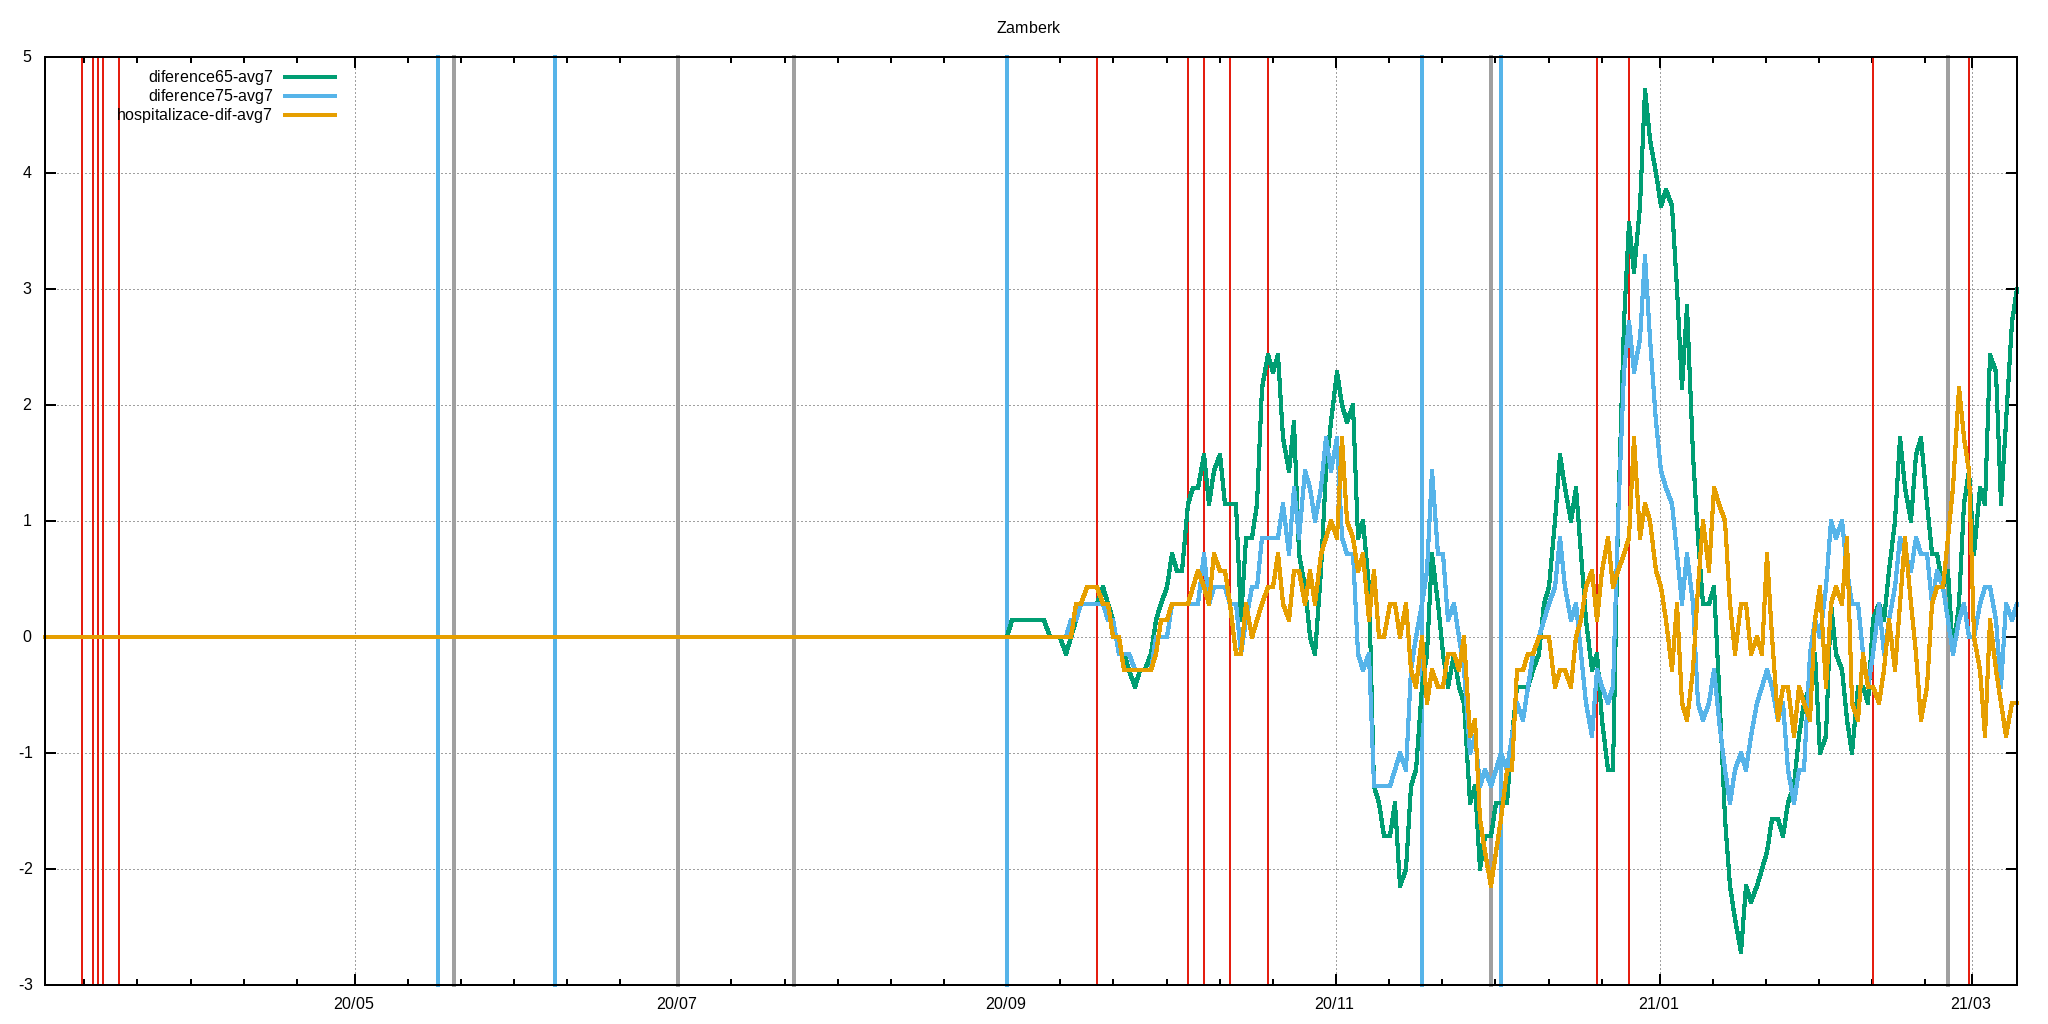 Zamberk
diference65-avg7
diference75-avg7
hospitalizace-dif-avg7
5
4
3
2
1
0
-1
-2
-3
20/05 20/07 20/09 20/11 21/01 21/03